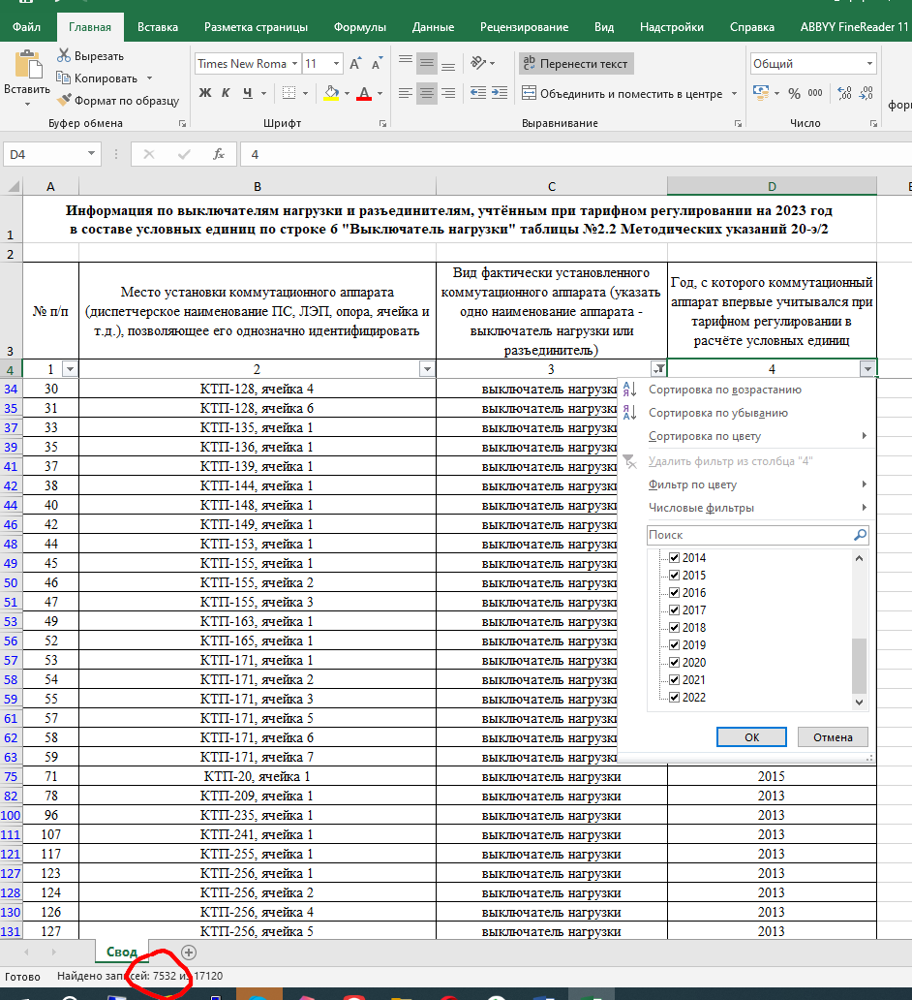 Файл Главная Вставка Разметка страницы Формулы Данные Рецензирование Вид Надстройки Справка ABBYY FineReader 11
Вставить
Вырезать
Копировать
Формат по образцу
Буфер обмена
Times New Roma 11
Ж К Ч
Шрифт
Перенести текст
Объединить и поместить в центре
Выравнивание
Общий
% 000
Число
D4 fx 4
A B C D
1 Информация по выключателям нагрузки и разъединителям, учтённым при тарифном регулировании на 2023 год
в составе условных единиц по строке 6 "Выключатель нагрузки" таблицы №2.2 Методических указаний 20-э/2
2
3
№ п/п
Место установки коммутационного аппарата
(диспетчерское наименование ПС, ЛЭП, опора, ячейка и
т.д.), позволяющее его однозначно идентифицировать
Вид фактически установленного
коммутационного аппарата (указать
одно наименование аппарата -
выключатель нагрузки или
разъединитель)
Год, с которого коммутационный
аппарат впервые учитывался при
тарифном регулировании в
расчёте условных единиц
4 1 2 3 4
34 30 КТП-128, ячейка 4 выключатель нагрузки
35 31 КТП-128, ячейка 6 выключатель нагрузки
37 33 КТП-135, ячейка 1 выключатель нагрузки
39 35 КТП-136, ячейка 1 выключатель нагрузки
41 37 КТП-139, ячейка 1 выключатель нагрузки
42 38 КТП-144, ячейка 1 выключатель нагрузки
44 40 КТП-148, ячейка 1 выключатель нагрузки
46 42 КТП-149, ячейка 1 выключатель нагрузки
48 44 КТП-153, ячейка 1 выключатель нагрузки
49 45 КТП-155, ячейка 1 выключатель нагрузки
50 46 КТП-155, ячейка 2 выключатель нагрузки
51 47 КТП-155, ячейка 3 выключатель нагрузки
53 49 КТП-163, ячейка 1 выключатель нагрузки
56 52 КТП-165, ячейка 1 выключатель нагрузки
57 53 КТП-171, ячейка 1 выключатель нагрузки
58 54 КТП-171, ячейка 2 выключатель нагрузки
59 55 КТП-171, ячейка 3 выключатель нагрузки
61 57 КТП-171, ячейка 5 выключатель нагрузки
62 58 КТП-171, ячейка 6 выключатель нагрузки
63 59 КТП-171, ячейка 7 выключатель нагрузки
75 71 КТП-20, ячейка 1 выключатель нагрузки 2015
82 78 КТП-209, ячейка 1 выключатель нагрузки 2013
100 96 КТП-235, ячейка 1 выключатель нагрузки 2013
111 107 КТП-241, ячейка 1 выключатель нагрузки 2013
121 117 КТП-255, ячейка 1 выключатель нагрузки 2013
127 123 КТП-256, ячейка 1 выключатель нагрузки 2013
128 124 КТП-256, ячейка 2 выключатель нагрузки 2013
130 126 КТП-256, ячейка 4 выключатель нагрузки 2013
131 127 КТП-256, ячейка 5 выключатель нагрузки 2013
Сортировка по возрастанию
Сортировка по убыванию
Сортировка по цвету
Удалить фильтр из столбца "4"
Фильтр по цвету
Числовые фильтры
Поиск
2014
2015
2016
2017
2018
2019
2020
2021
2022
ОК Отмена
Свод
Готово Найдено записей: 7532 из 17120